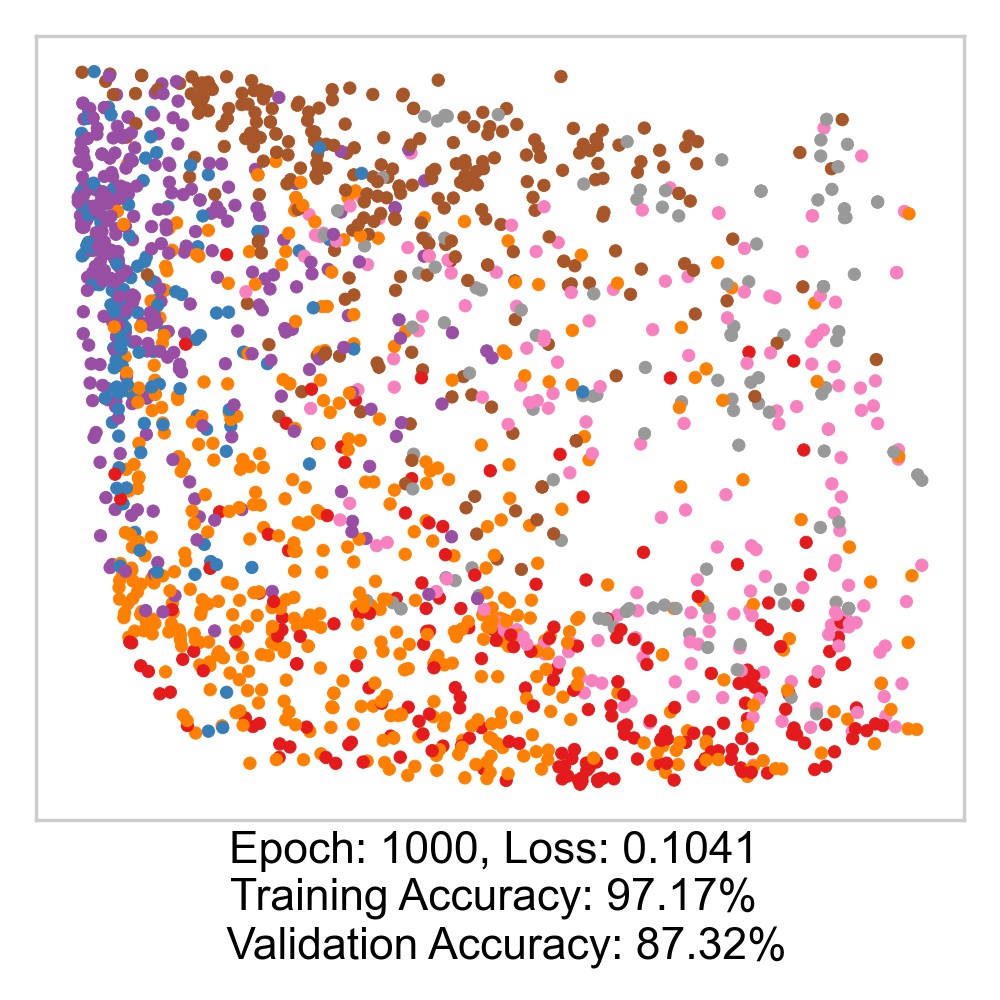 Epoch: 1000, Loss: 0.1041
Training Accuracy: 97.17%
Validation Accuracy: 87.32%